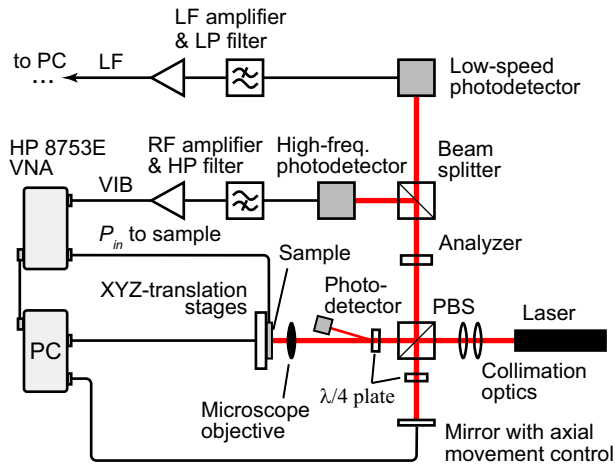 LF amplifier
& LP filter
to PC
...
LF
Low-speed
photodetector
HP 8753E
VNA
RF amplifier
& HP filter
High-freq.
photodetector
Beam
splitter
VIB
P_in to sample
Sample
Analyzer
XYZ-translation
stages
Photo-
detector
PBS
Laser
PC
Collimation
optics
λ/4 plate
Microscope
objective
Mirror with axial
movement control